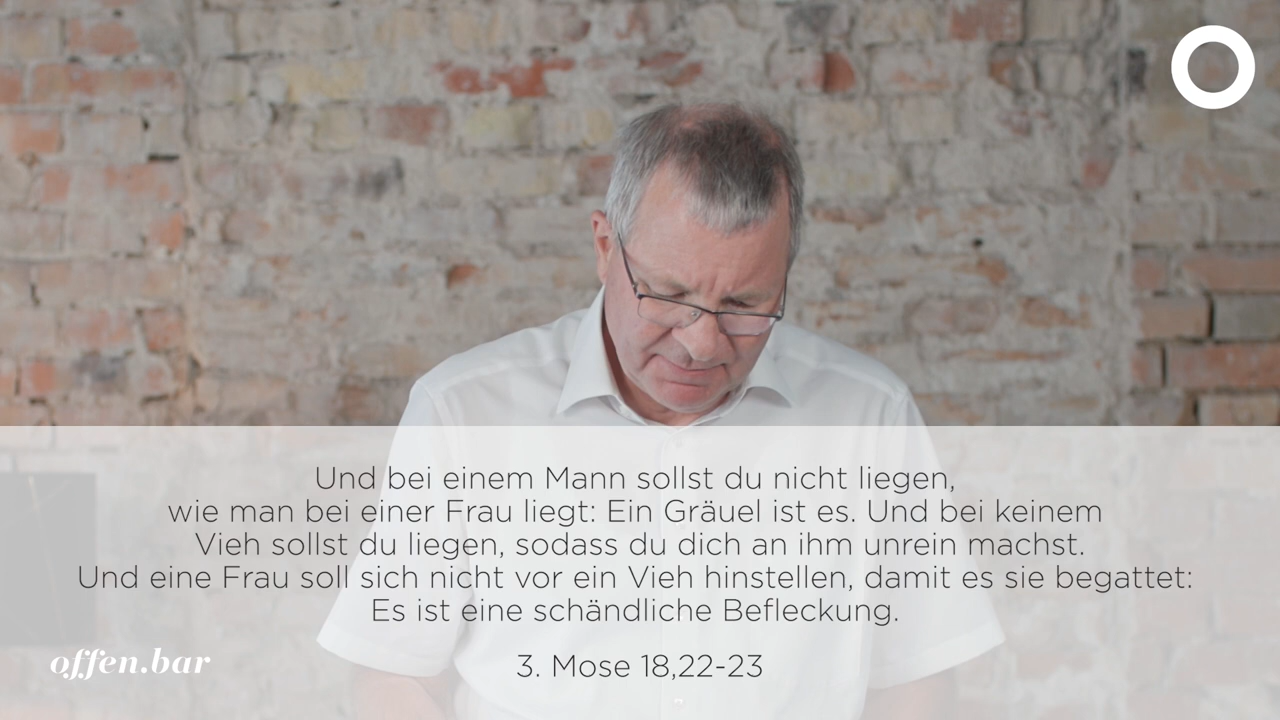 Und bei einem Mann sollst du nicht liegen,
wie man bei einer Frau liegt: Ein Gräuel ist es. Und bei keinem
Vieh sollst du liegen, sodass du dich an ihm unrein machst.
Und eine Frau soll sich nicht vor ein Vieh hinstellen, damit es sie begattet:
Es ist eine schändliche Befleckung.
offen.bar
3. Mose 18,22-23